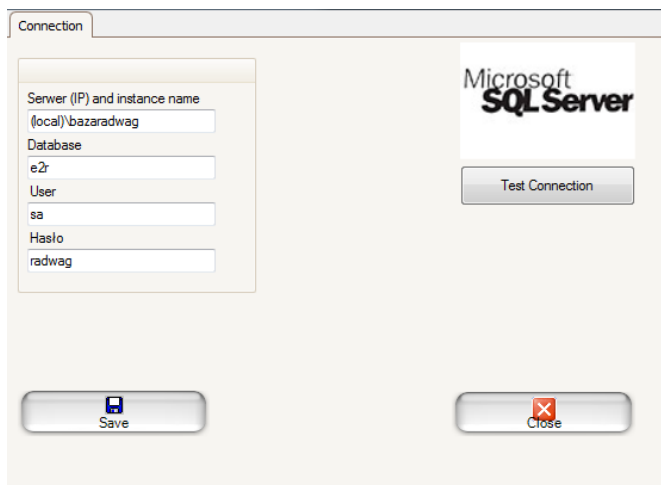 Connection
Serwer (IP) and instance name
(local)\bazaradwag
Database
e2r
User
sa
Hasło
radwag
Microsoft
SQL Server
Test Connection
Save
Close